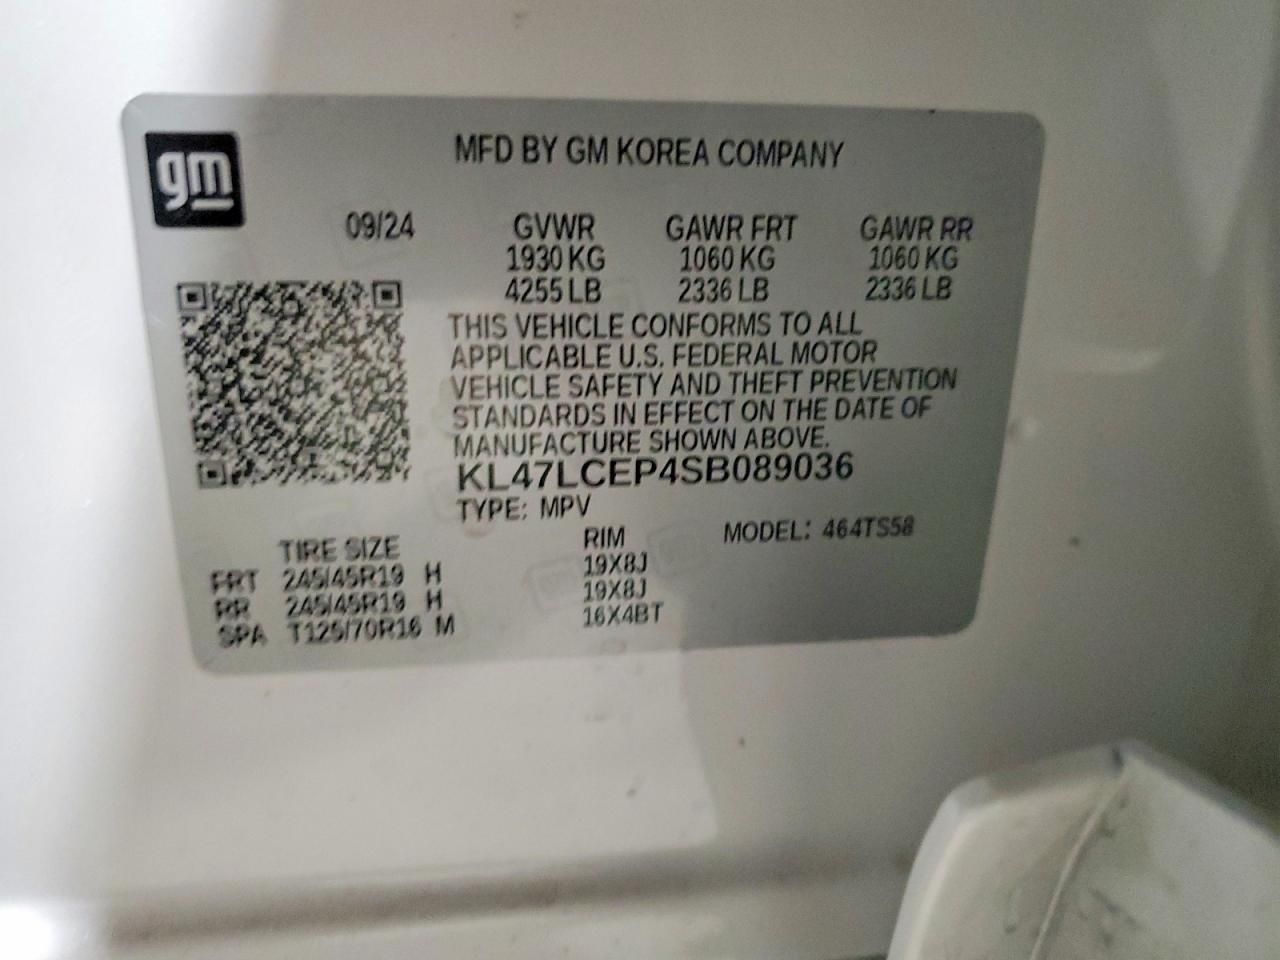 gm
MFD BY GM KOREA COMPANY
09/24 GVWR GAWR FRT GAWR RR
1930 KG 1060 KG 1060 KG
4255 LB 2336 LB 2336 LB
THIS VEHICLE CONFORMS TO ALL
APPLICABLE U.S. FEDERAL MOTOR
VEHICLE SAFETY AND THEFT PREVENTION
STANDARDS IN EFFECT ON THE DATE OF
MANUFACTURE SHOWN ABOVE.
KL47LCEP4SB089036
TYPE: MPV
MODEL: 464TS58
TIRE SIZE RIM
FRT 245/45R19 H 19X8J
RR 245/45R19 H 19X8J
SPA T125/70R16 M 16X4BT